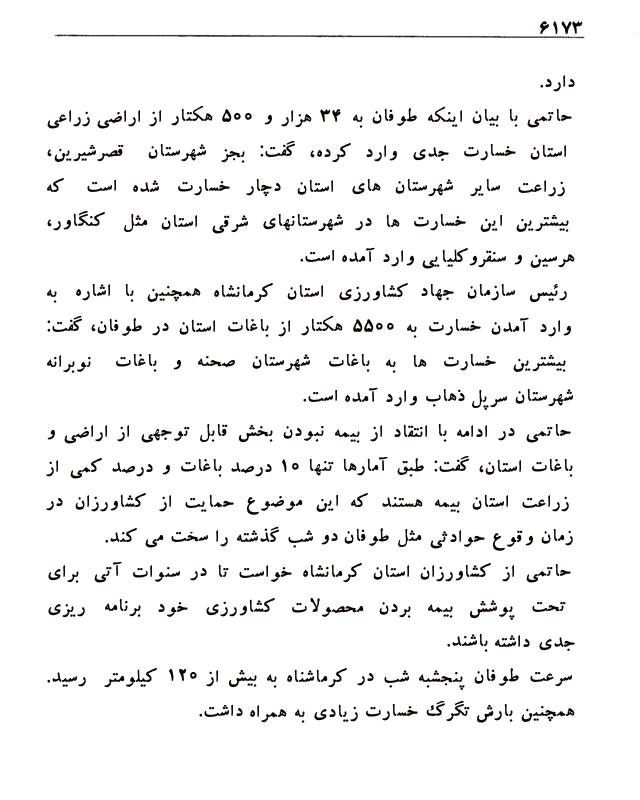 ۶۱۷۳
دارد.
حاتمی با بیان اینکه طوفان به ۳۴ هزار و ۵۰۰ هکتار از اراضی زراعی
استان خسارت جدی وارد کرده، گفت: بجز شهرستان قصرشیرین،
زراعت سایر شهرستان های استان دچار خسارت شده است که
بیشترین این خسارت ها در شهرستانهای شرقی استان مثل کنگاور،
هرسین و سنقروکلیایی وارد آمده است.
رئیس سازمان جهاد کشاورزی استان کرمانشاه همچنین با اشاره به
وارد آمدن خسارت به ۵۵۰۰ هکتار از باغات استان در طوفان، گفت:
بیشترین خسارت ها به باغات شهرستان صحنه و باغات نوبرانه
شهرستان سرپل ذهاب وارد آمده است.
حاتمی در ادامه با انتقاد از بیمه نبودن بخش قابل توجهی از اراضی و
باغات استان، گفت: طبق آمارها تنها ۱۰ درصد باغات و درصد کمی از
زراعت استان بیمه هستند که این موضوع حمایت از کشاورزان در
زمان وقوع حوادثی مثل طوفان دو شب گذشته را سخت می کند.
حاتمی از کشاورزان استان کرمانشاه خواست تا در سنوات آتی برای
تحت پوشش بیمه بردن محصولات کشاورزی خود برنامه ریزی
جدی داشته باشند.
سرعت طوفان پنجشبه شب در کرماشناه به بیش از ۱۲۰ کیلومتر رسید.
همچنین بارش تگرگ خسارت زیادی به همراه داشت.